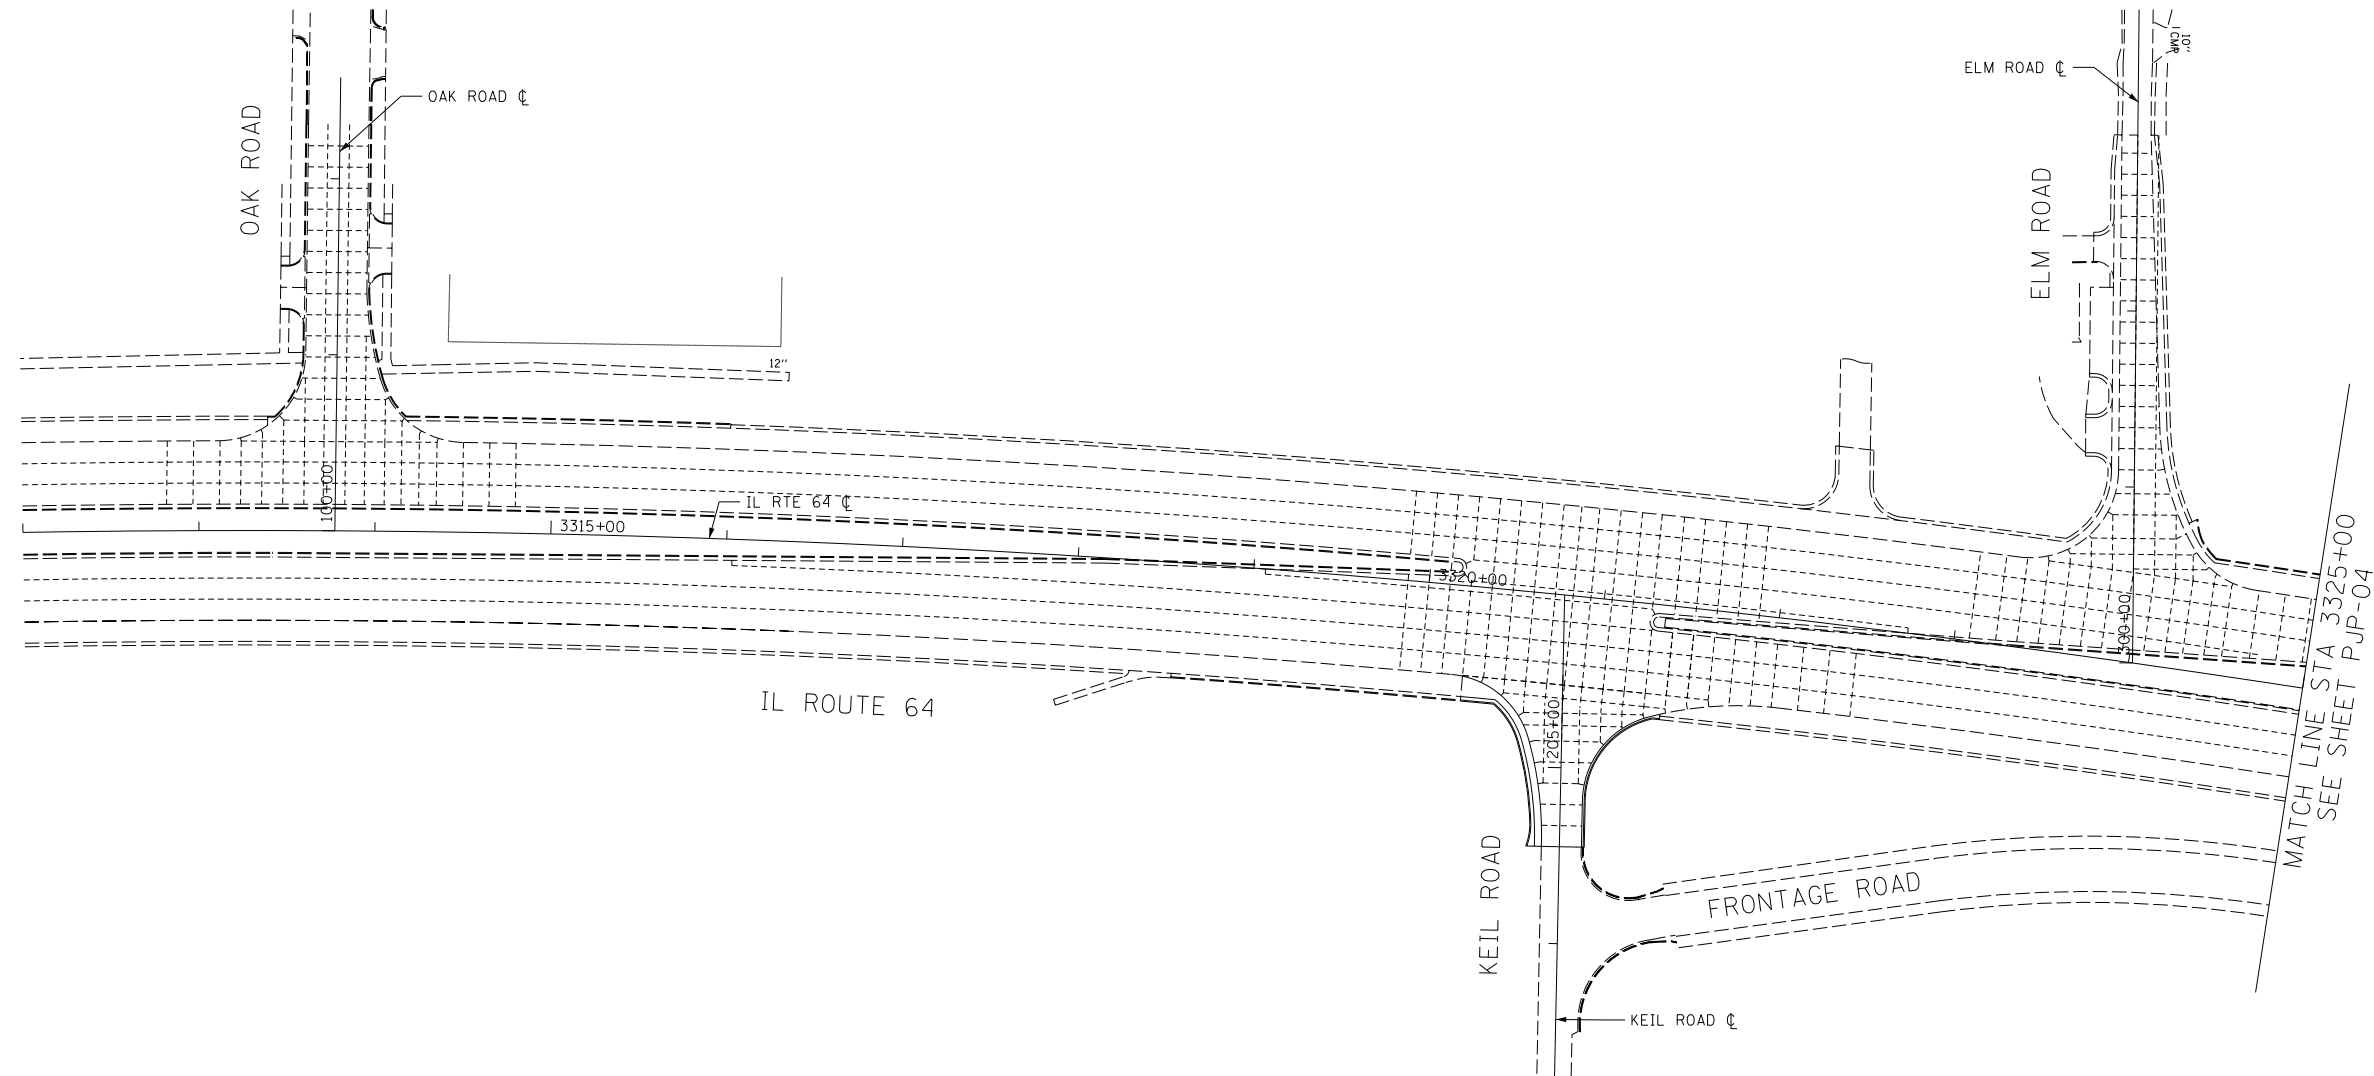 OAK ROAD
OAK ROAD ℄
ELM ROAD ℄
10"
CMP
ELM ROAD
12"
100+00
IL RTE 64 ℄
3315+00
3320+00
300+00
IL ROUTE 64
205+00
KEIL ROAD
FRONTAGE ROAD
KEIL ROAD ℄
MATCH LINE STA 3325+00
SEE SHEET PJP-04